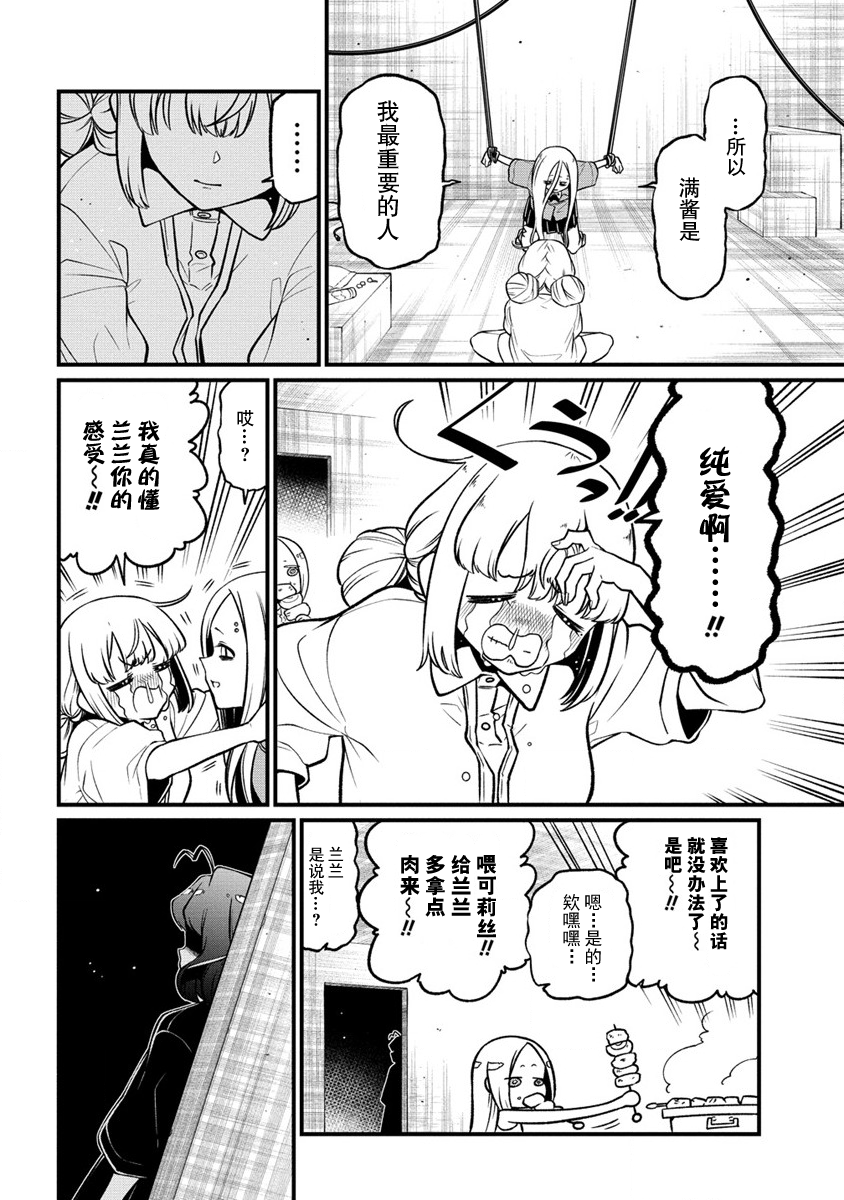 …所以
满酱是
我最重要的人
……
纯爱啊……!!
くうっ
哎…?
我真的懂
兰兰你的
感受～!!
喜欢上了的话
就没办法了～
是吧～!!
嗯…是的…
欸嘿嘿…
喂可莉丝!!
给兰兰
多拿点
肉来～!!
兰兰
是说我…?